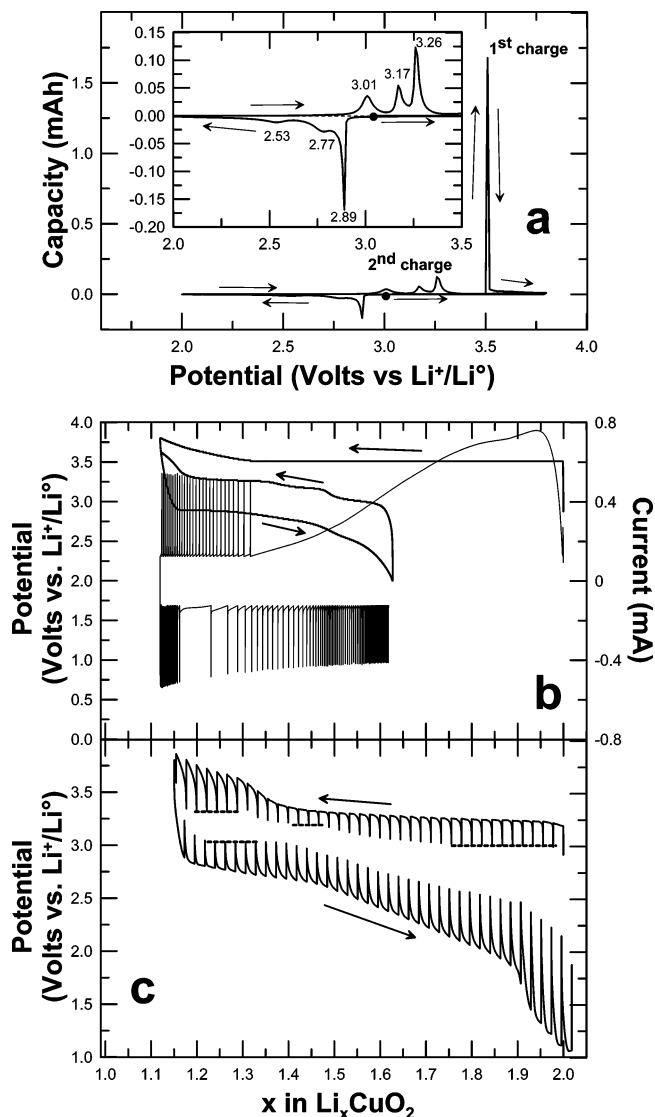 Capacity (mAh)
1.5
1.0
0.5
0.0
0.15
0.10
0.05
0.00
-0.05
-0.10
-0.15
-0.20
3.26
3.17
3.01
2.53
2.77
2.89
2.0 2.5 3.0 3.5
1st charge
a
2nd charge
2.0 2.5 3.0 3.5 4.0
Potential (Volts vs Li⁺/Li°)
Potential
(Volts vs. Li⁺/Li°)
4.0
3.5
3.0
2.5
2.0
1.5
1.0
0.5
0.0
0.8
0.4
0
-0.4
-0.8
Current (mA)
b
Potential
(Volts vs. Li⁺/Li°)
3.5
3.0
2.5
2.0
1.5
1.0
c
1.0 1.1 1.2 1.3 1.4 1.5 1.6 1.7 1.8 1.9 2.0
x in LiₓCuO₂